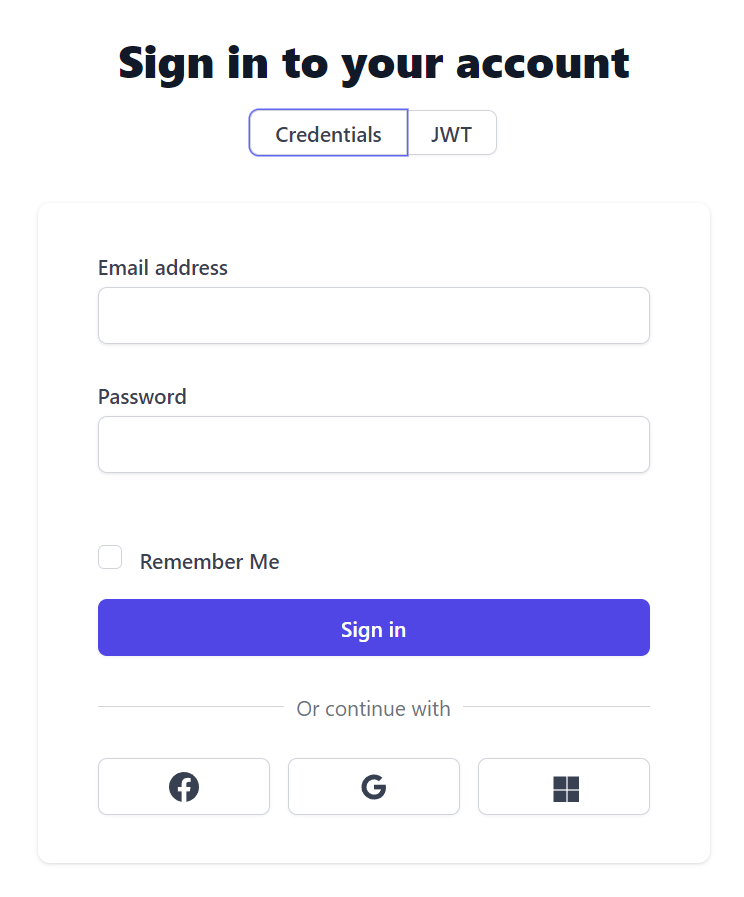 Sign in to your account
Credentials JWT
Email address
Password
Remember Me
Sign in
Or continue with